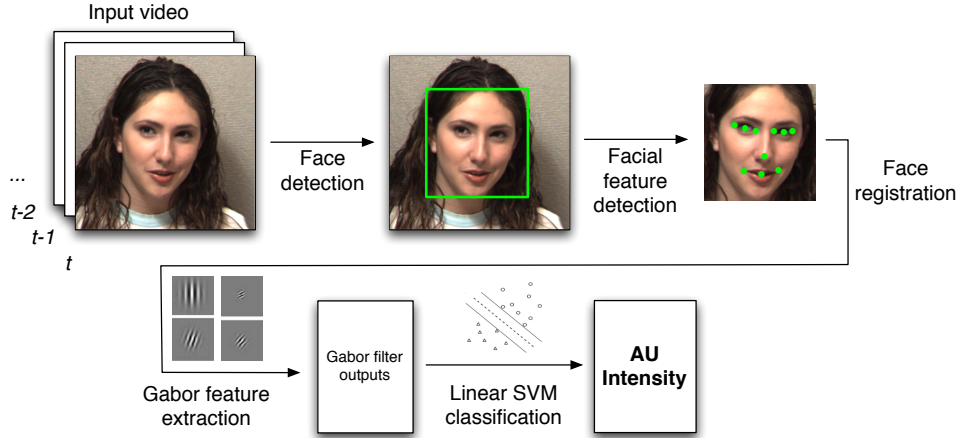 Input video
...
t-2
t-1
t
Face
detection
Facial
feature
detection
Face
registration
Gabor feature
extraction
Gabor filter
outputs
Linear SVM
classification
AU
Intensity